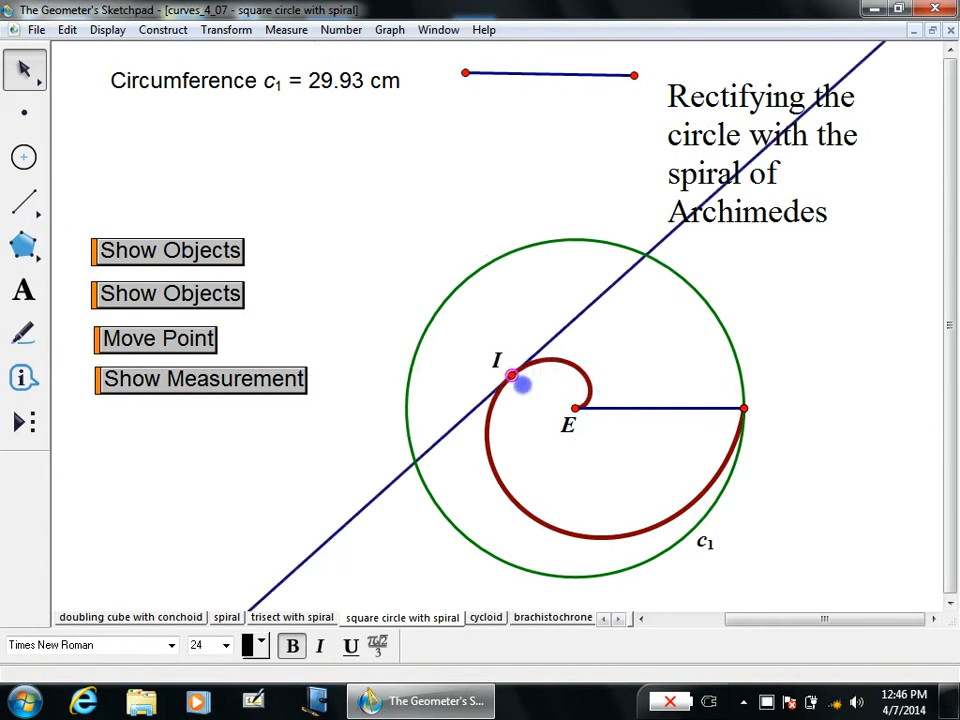 The Geometer's Sketchpad - [curves_4_07 - square circle with spiral]
File Edit Display Construct Transform Measure Number Graph Window Help
Circumference c1 = 29.93 cm
Rectifying the
circle with the
spiral of
Archimedes
Show Objects
Show Objects
Move Point
Show Measurement
I
E
c1
A
doubling cube with conchoid spiral trisect with spiral square circle with spiral cycloid brachistochrone
Times New Roman 24 B I U
The Geometer's S...
12:46 PM
4/7/2014